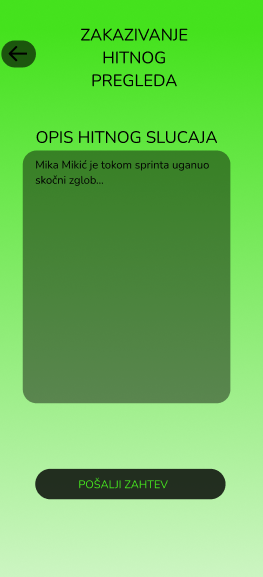 ZAKAZIVANJE
HITNOG
PREGLEDA
OPIS HITNOG SLUCAJA
Mika Mikić je tokom sprinta uganuo
skočni zglob...
POŠALJI ZAHTEV